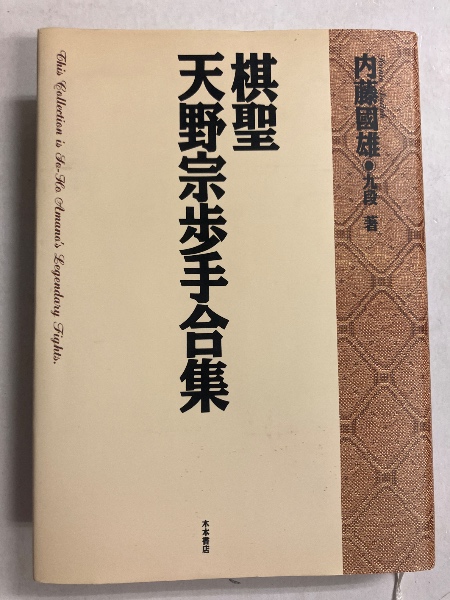 内藤國雄●九段 著
棋聖
天野宗歩手合集
木本書店
This Collection is So-Ho Amano's Legendary Fights.